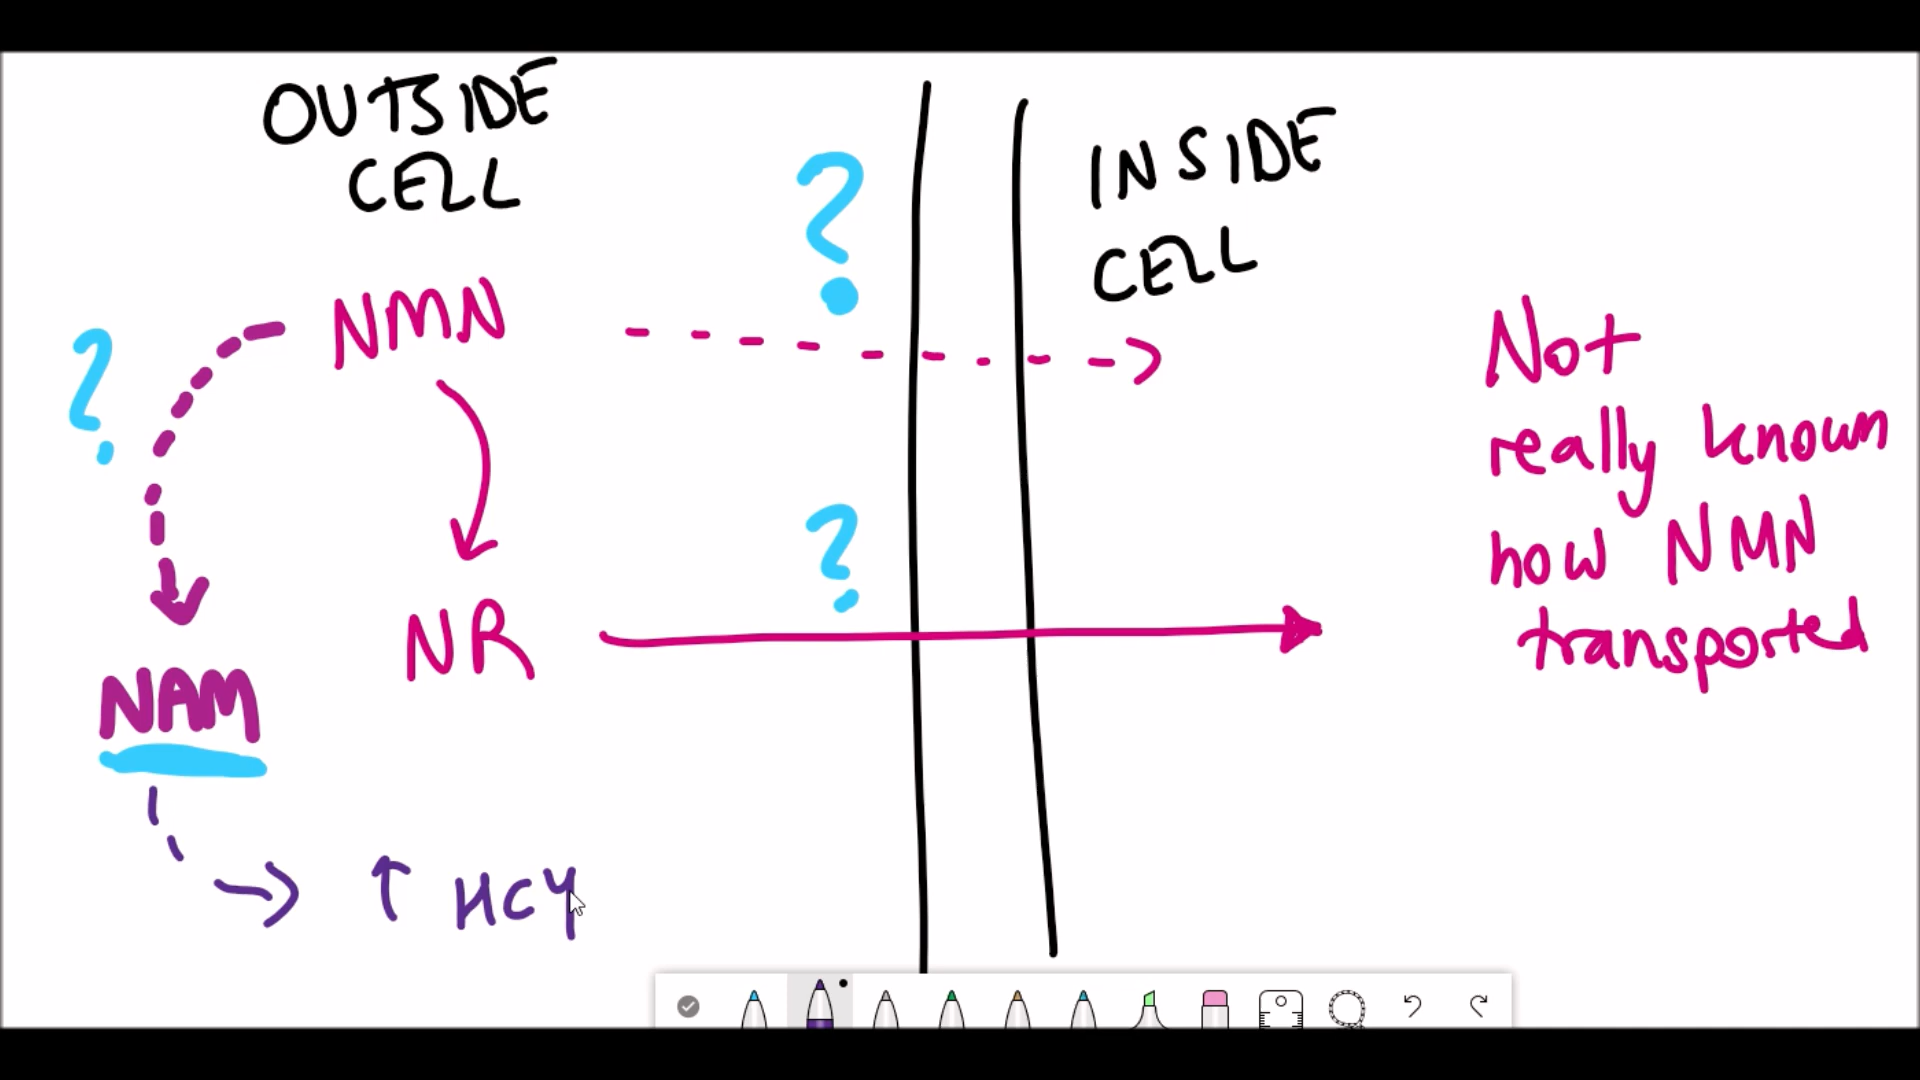 OUTSIDE
CELL
?
INSIDE
CELL
?
NMN
Not
really known
how NMN
transported
?
NR
NAM
↑ HCY